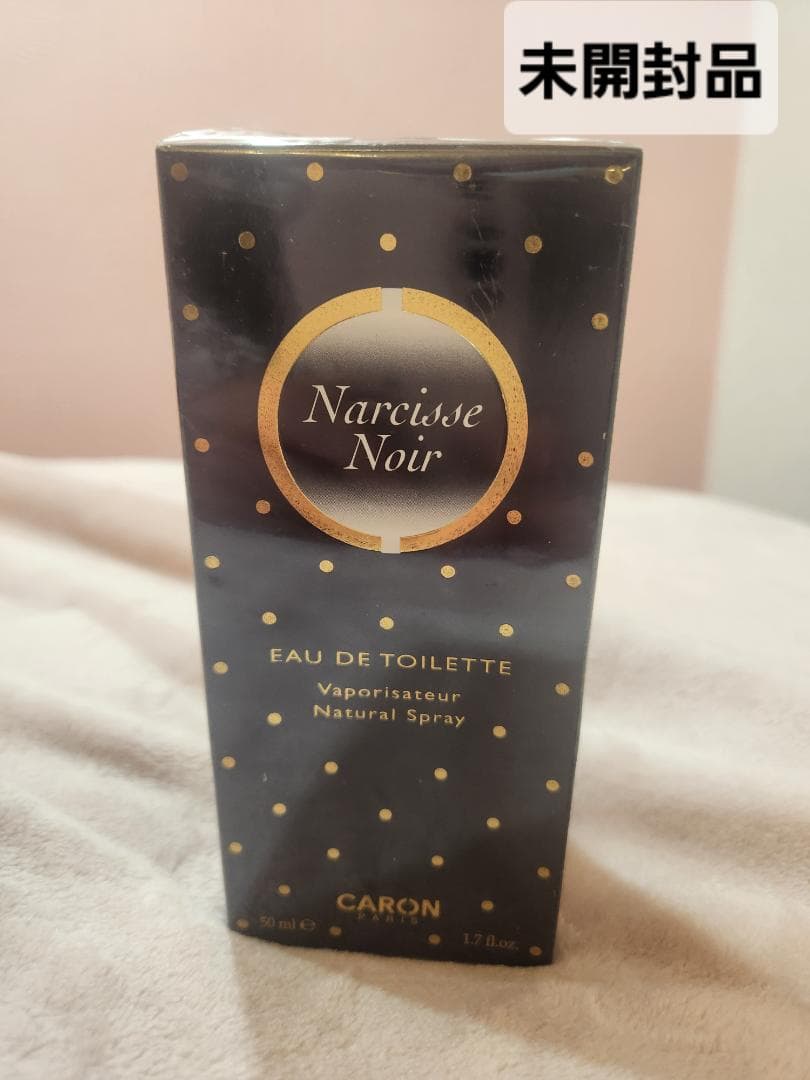 未開封品
Narcisse
Noir
EAU DE TOILETTE
Vaporisateur
Natural Spray
CARON
PARIS
50 ml ℮
1.7 fl.oz.